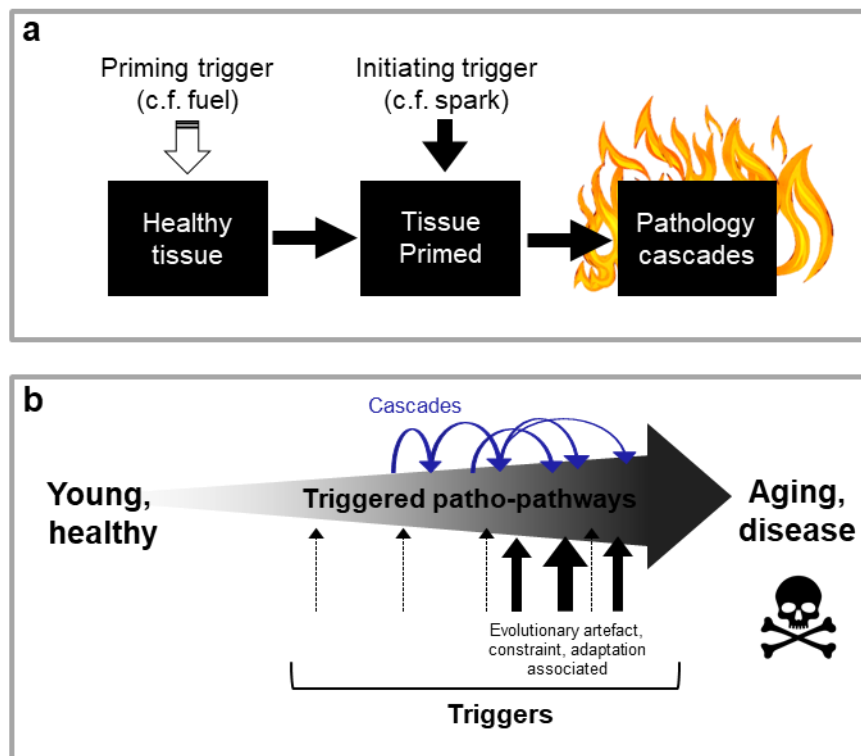 a
Priming trigger
(c.f. fuel)
Initiating trigger
(c.f. spark)
Healthy
tissue
Tissue
Primed
Pathology
cascades
b
Cascades
Young,
healthy
Triggered patho-pathways
Aging,
disease
Evolutionary artefact,
constraint, adaptation
associated
Triggers